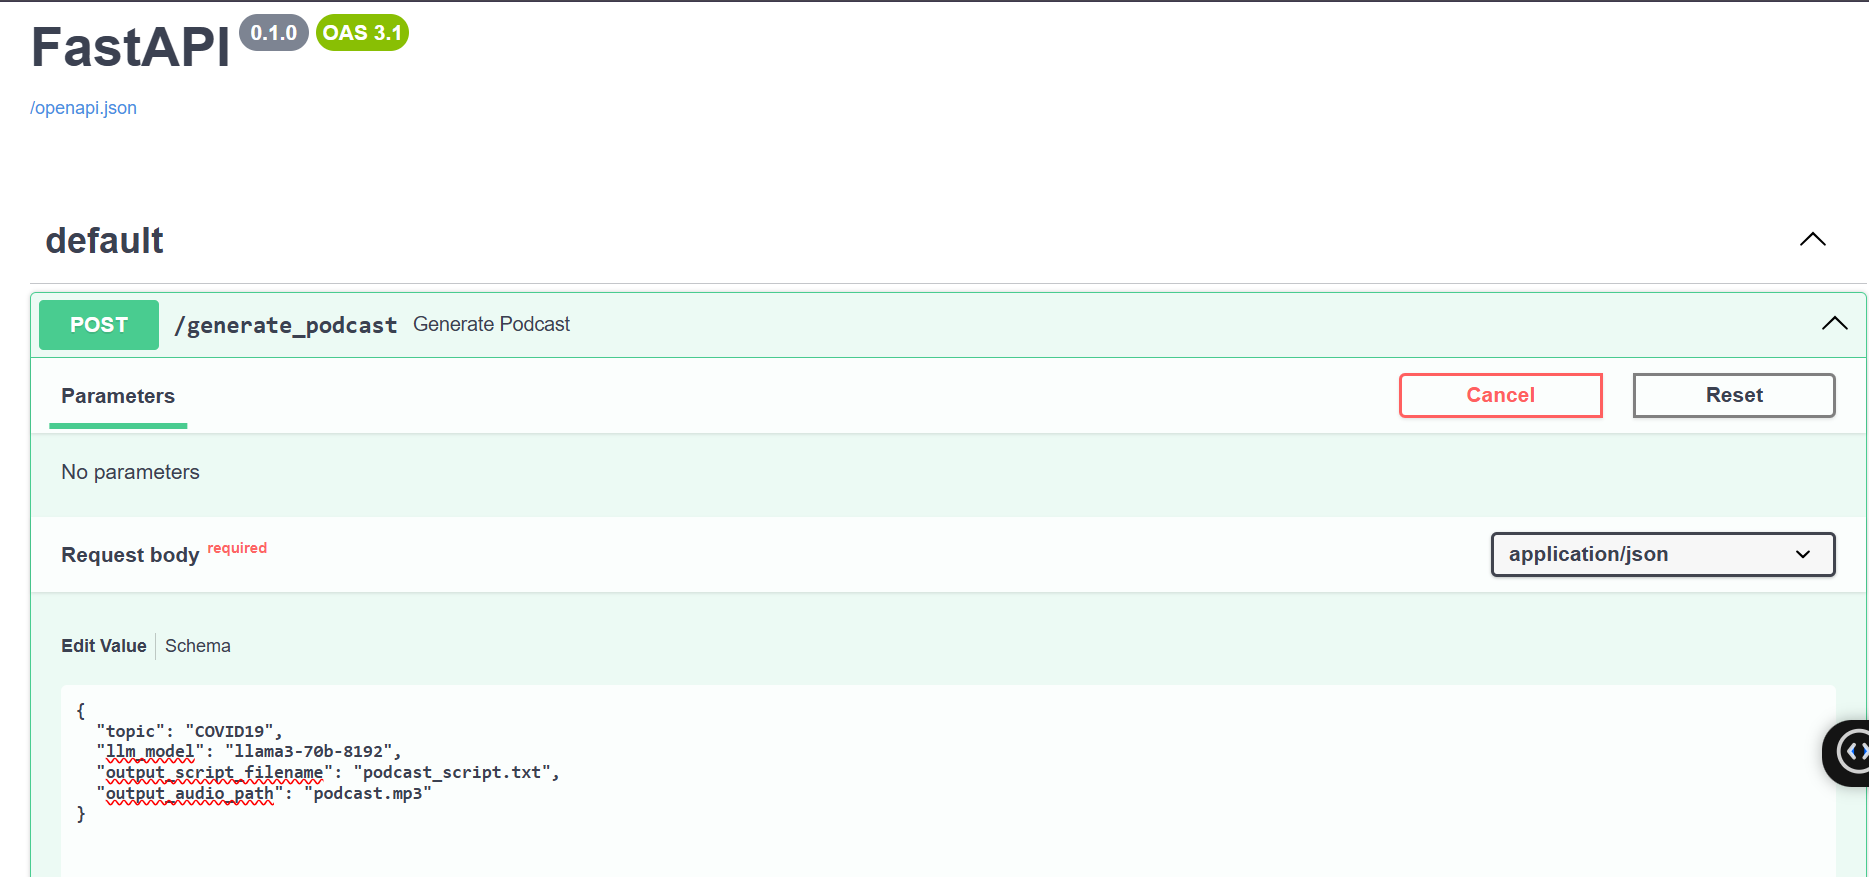 FastAPI 0.1.0 OAS 3.1
/openapi.json
default
POST /generate_podcast Generate Podcast
Parameters Cancel Reset
No parameters
Request body required application/json
Edit Value Schema
{
  "topic": "COVID19",
  "llm_model": "llama3-70b-8192",
  "output_script_filename": "podcast_script.txt",
  "output_audio_path": "podcast.mp3"
}